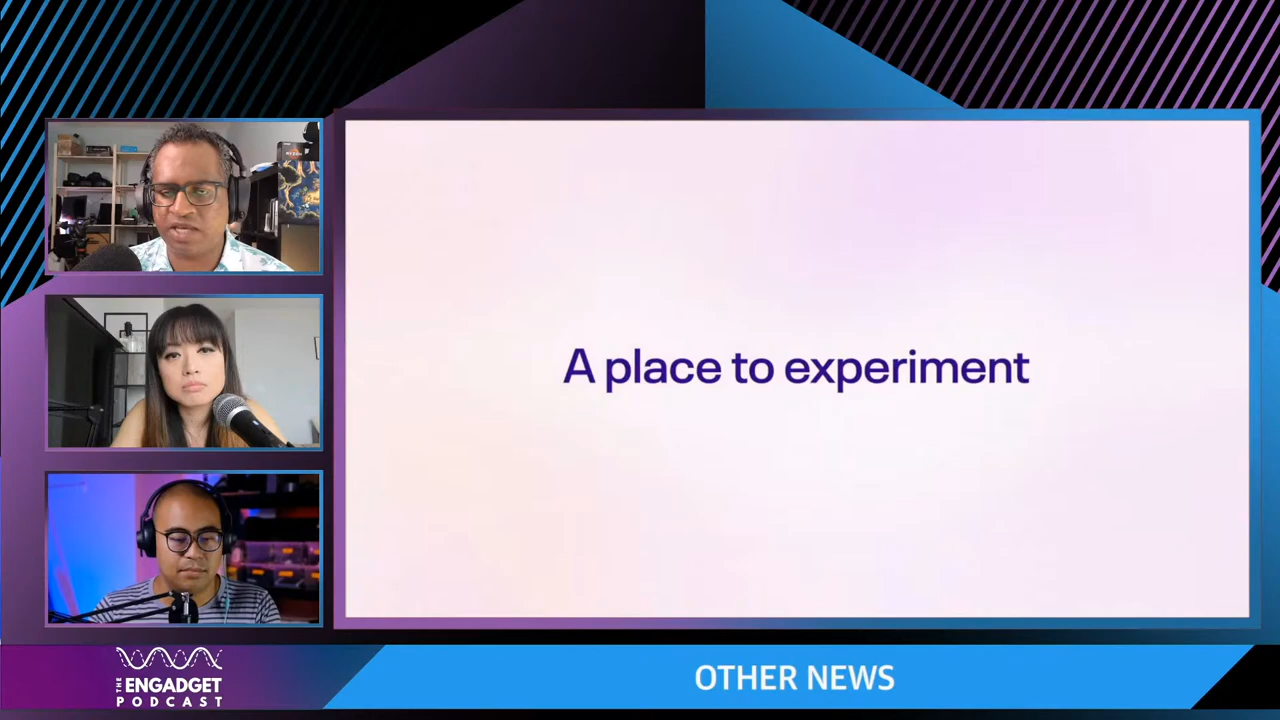 A place to experiment
THE
ENGADGET
PODCAST
OTHER NEWS